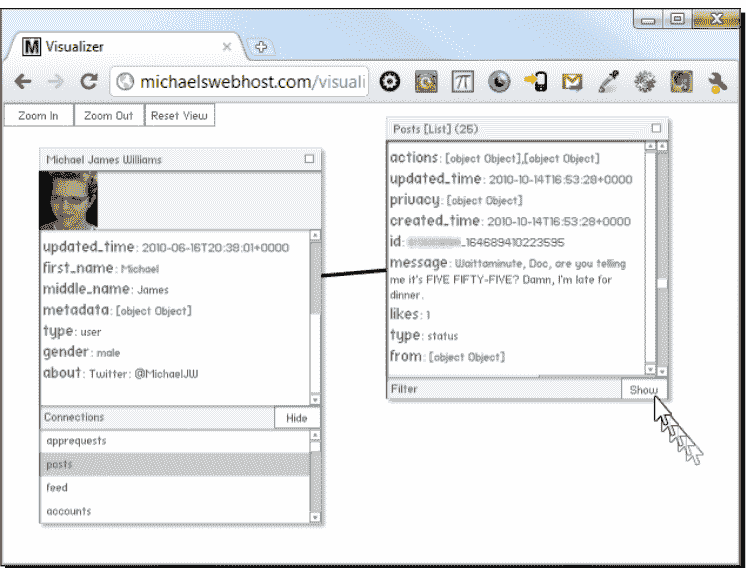 Visualizer
michaelswebhost.com/visuali
Zoom In Zoom Out Reset View
Michael James Williams
updated_time: 2010-06-16T20:38:01+0000
first_name: Michael
middle_name: James
metadata: [object Object]
type: user
gender: male
about: Twitter: @MichaelJW
Connections Hide
apprequests
posts
feed
accounts
Posts [List] (25)
actions: [object Object],[object Object]
updated_time: 2010-10-14T16:53:28+0000
privacy: [object Object]
created_time: 2010-10-14T16:53:28+0000
id: _164689410223595
message: Waittaminute, Doc, are you telling
me it's FIVE FIFTY-FIVE? Damn, I'm late for
dinner.
likes: 1
type: status
from: [object Object]
Filter Show